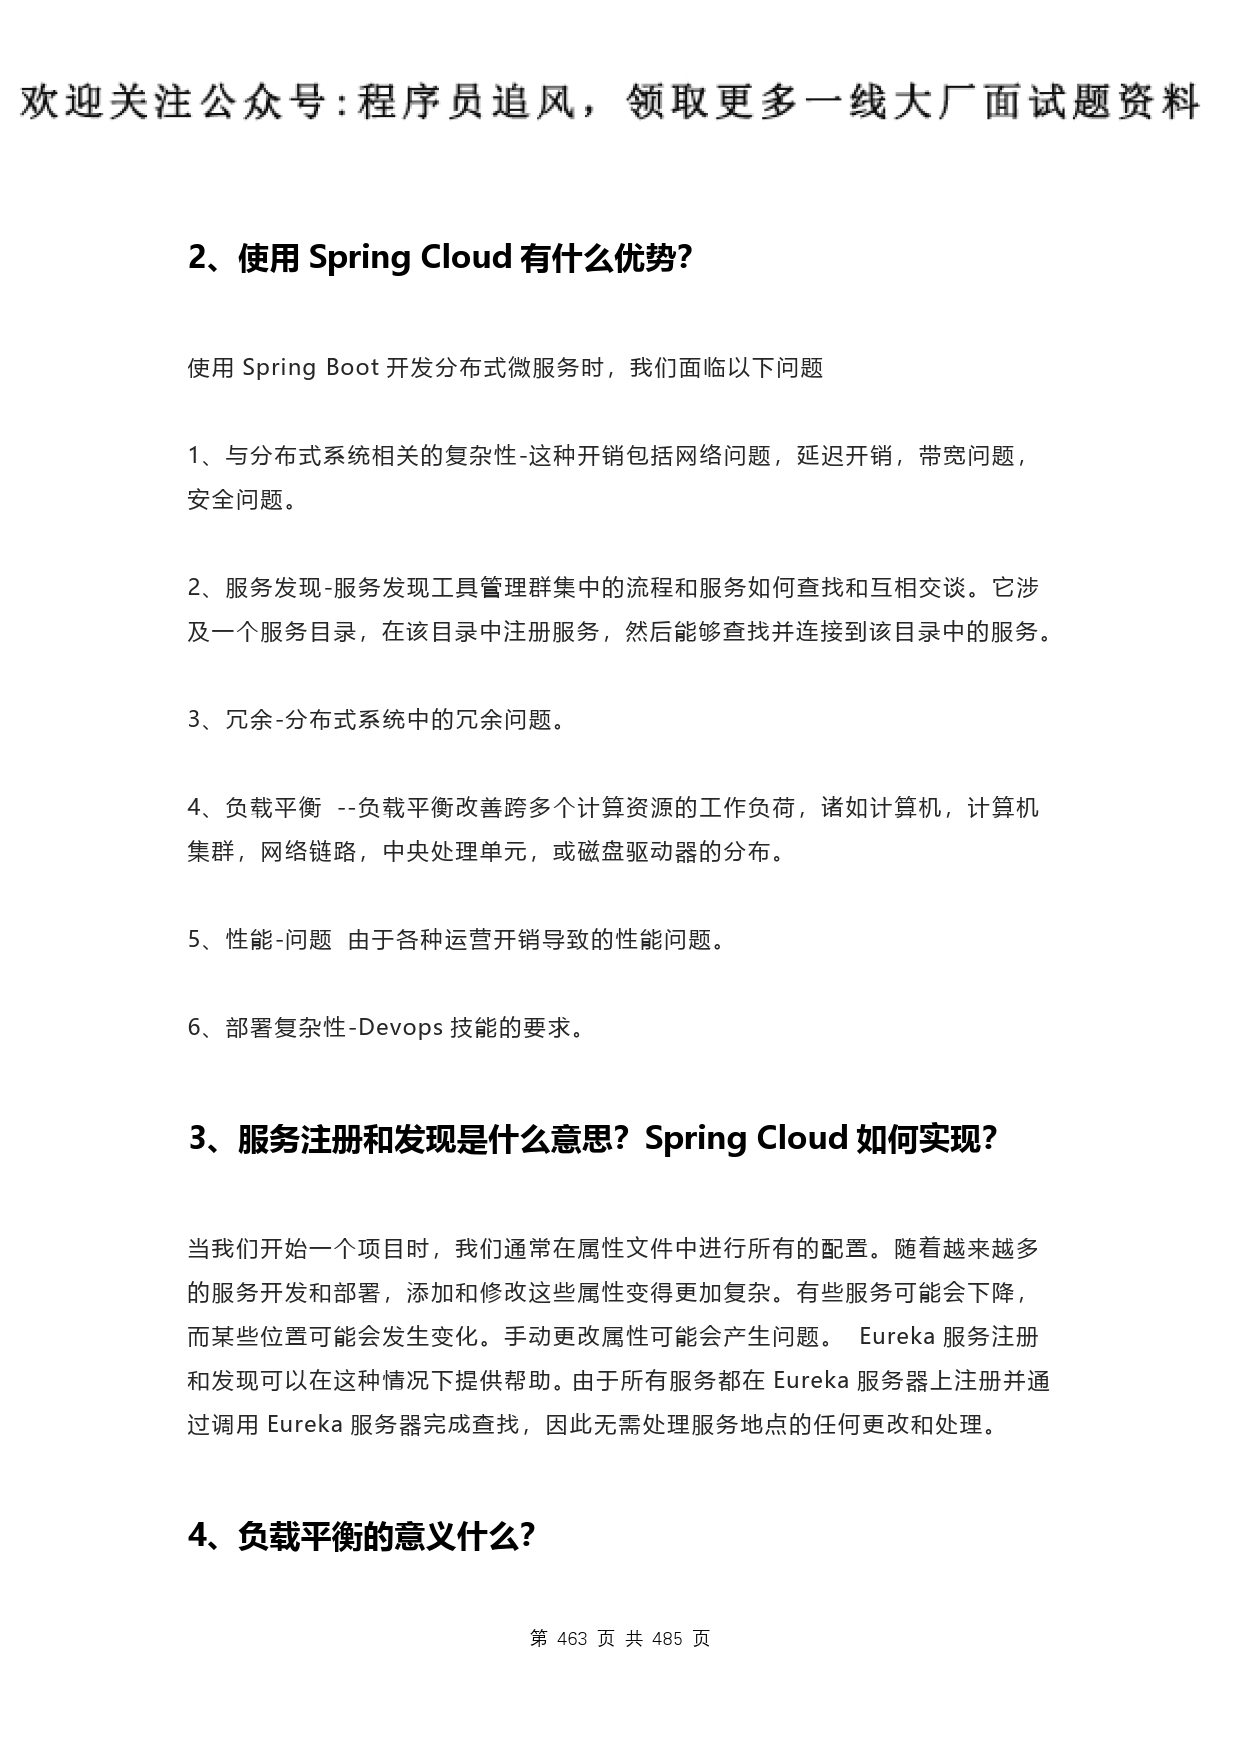 欢迎关注公众号:程序员追风，领取更多一线大厂面试题资料
2、使用 Spring Cloud 有什么优势？
使用 Spring Boot 开发分布式微服务时，我们面临以下问题
1、与分布式系统相关的复杂性-这种开销包括网络问题，延迟开销，带宽问题，
安全问题。
2、服务发现-服务发现工具管理群集中的流程和服务如何查找和互相交谈。它涉
及一个服务目录，在该目录中注册服务，然后能够查找并连接到该目录中的服务。
3、冗余-分布式系统中的冗余问题。
4、负载平衡 --负载平衡改善跨多个计算资源的工作负荷，诸如计算机，计算机
集群，网络链路，中央处理单元，或磁盘驱动器的分布。
5、性能-问题 由于各种运营开销导致的性能问题。
6、部署复杂性-Devops 技能的要求。
3、服务注册和发现是什么意思？Spring Cloud 如何实现？
当我们开始一个项目时，我们通常在属性文件中进行所有的配置。随着越来越多
的服务开发和部署，添加和修改这些属性变得更加复杂。有些服务可能会下降，
而某些位置可能会发生变化。手动更改属性可能会产生问题。 Eureka 服务注册
和发现可以在这种情况下提供帮助。由于所有服务都在 Eureka 服务器上注册并通
过调用 Eureka 服务器完成查找，因此无需处理服务地点的任何更改和处理。
4、负载平衡的意义什么？
第 463 页 共 485 页